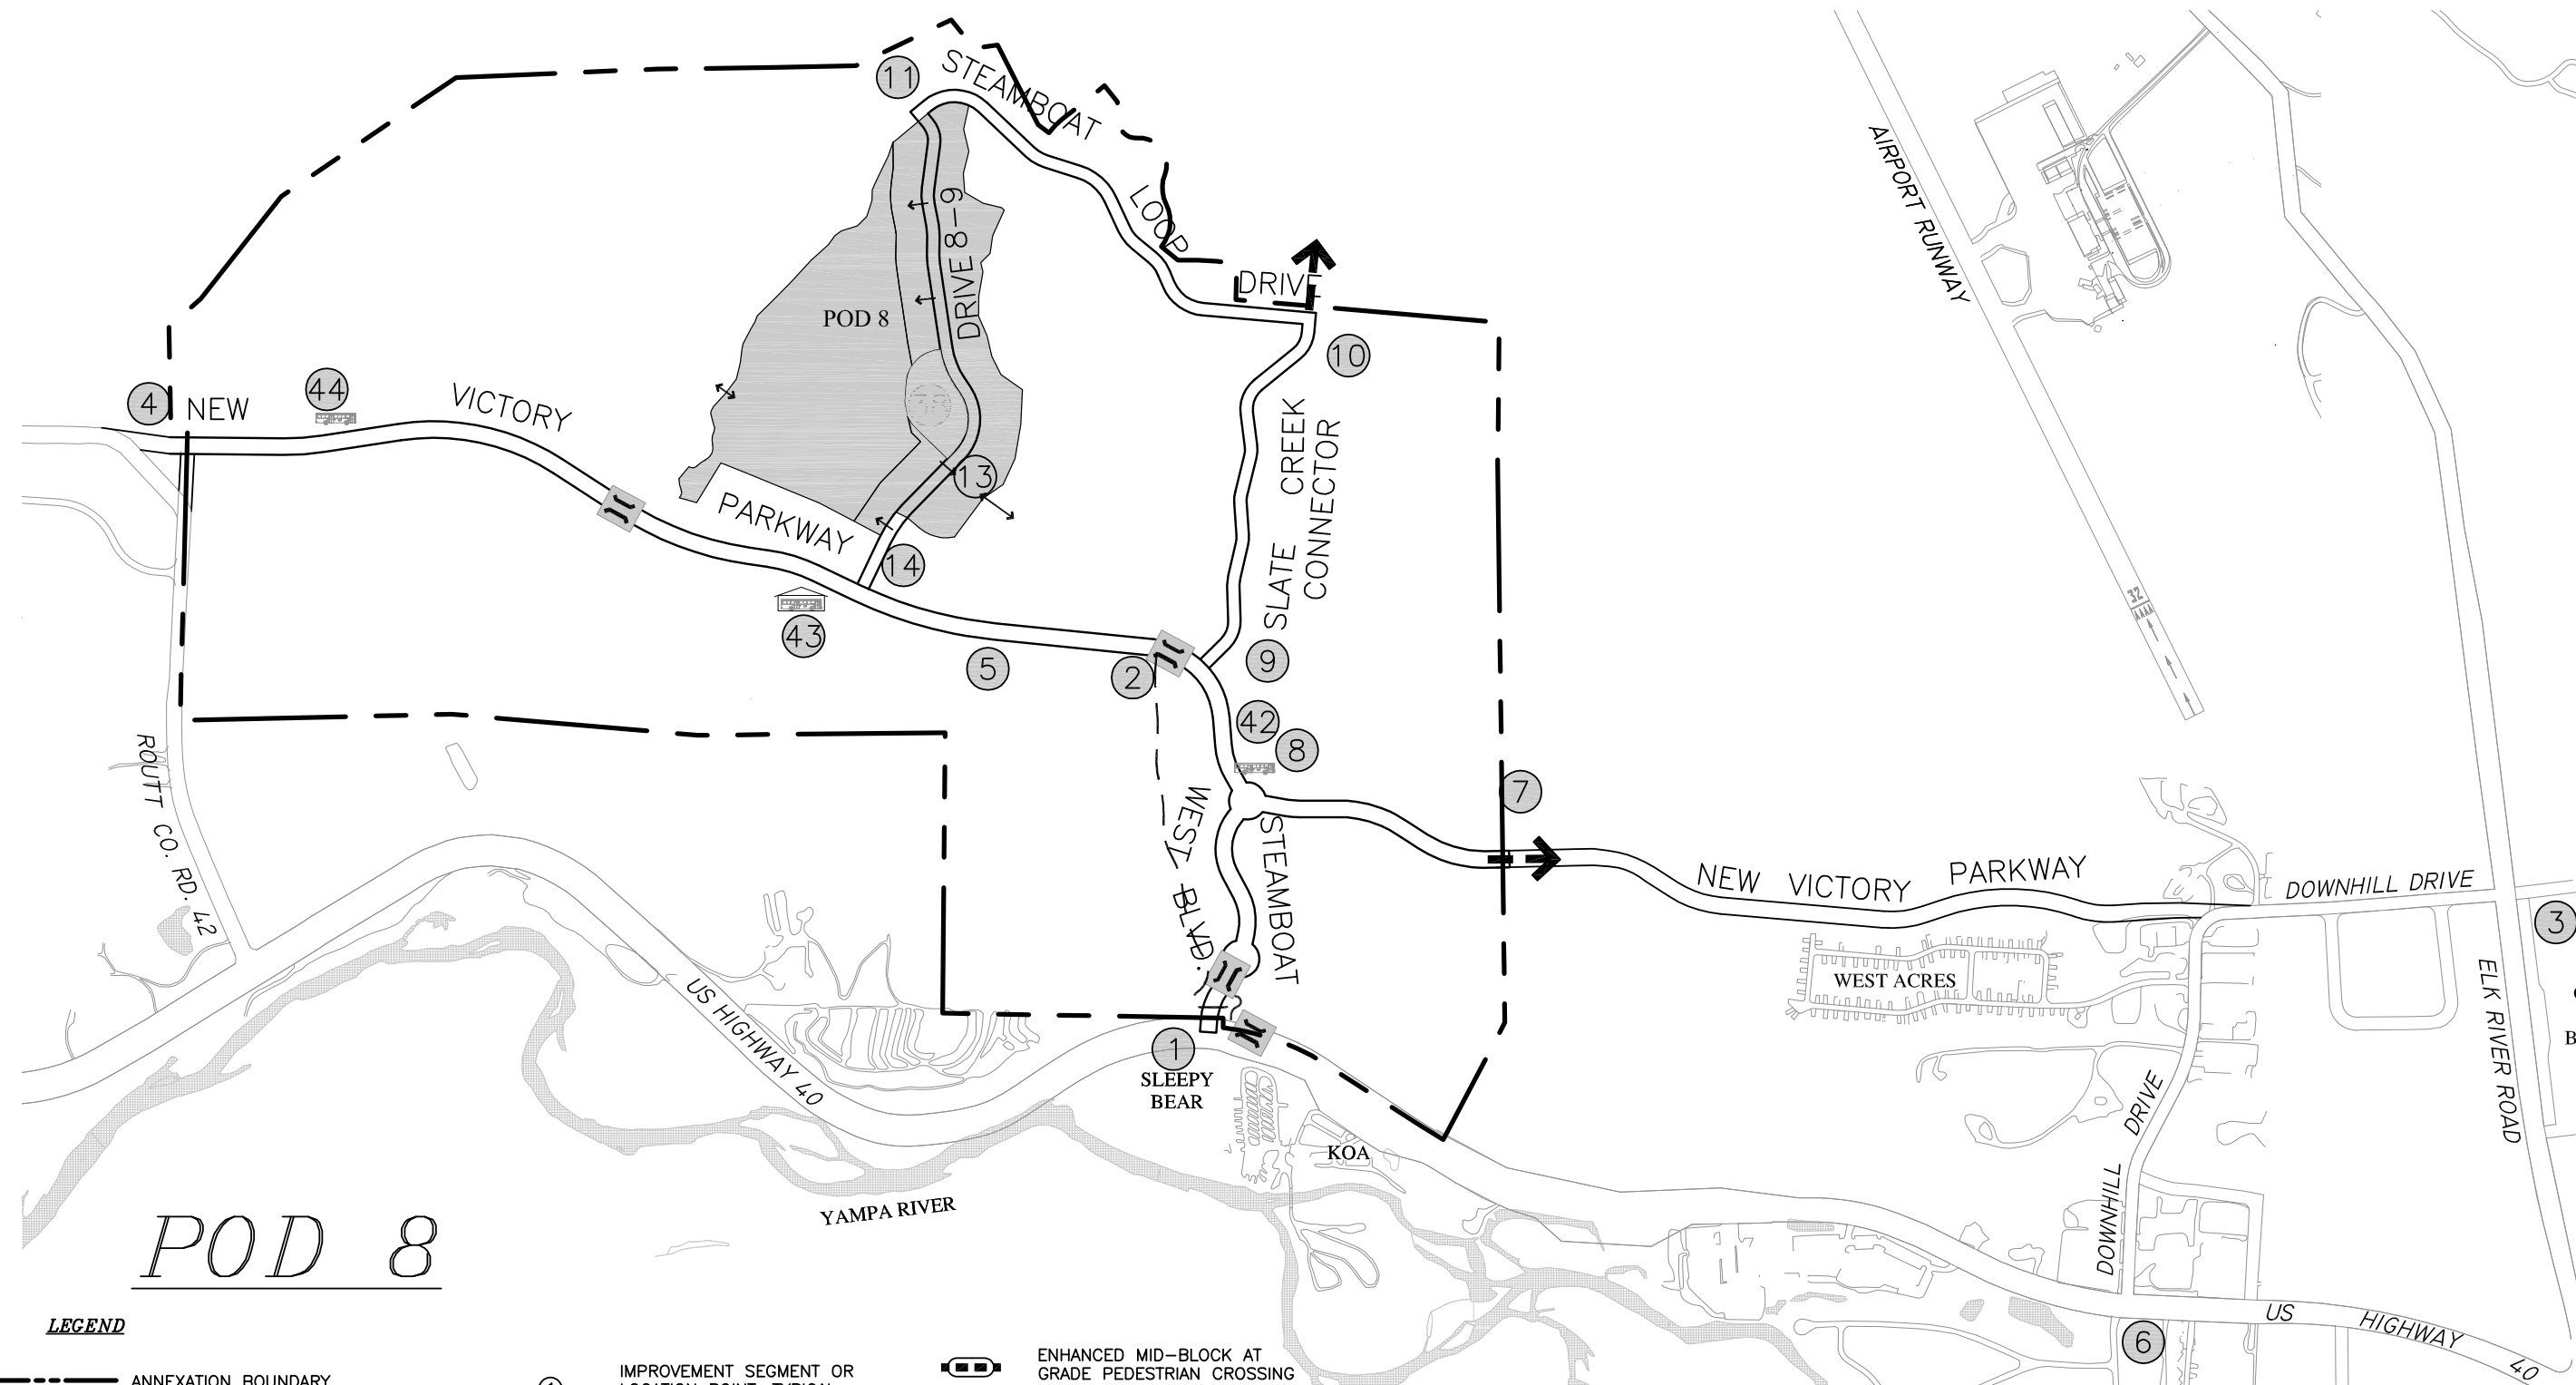 11
STEAMBOAT
LOOP
DRIVE
AIRPORT RUNWAY
DRIVE 8-9
POD 8
10
4
NEW
44
VICTORY
PARKWAY
13
14
43
5
2
SLATE CREEK
CONNECTOR
9
42
8
7
32
ROUTT CO. RD. 42
WEST BLVD.
STEAMBOAT
NEW VICTORY PARKWAY
DOWNHILL DRIVE
3
WEST ACRES
ELK RIVER ROAD
US HIGHWAY 40
1
SLEEPY
BEAR
KOA
B
DOWNHILL DRIVE
YAMPA RIVER
POD 8
6
US HIGHWAY 40
LEGEND
ANNEXATION BOUNDARY
IMPROVEMENT SEGMENT OR
LOCATION POINT TYPICAL
ENHANCED MID-BLOCK AT
GRADE PEDESTRIAN CROSSING